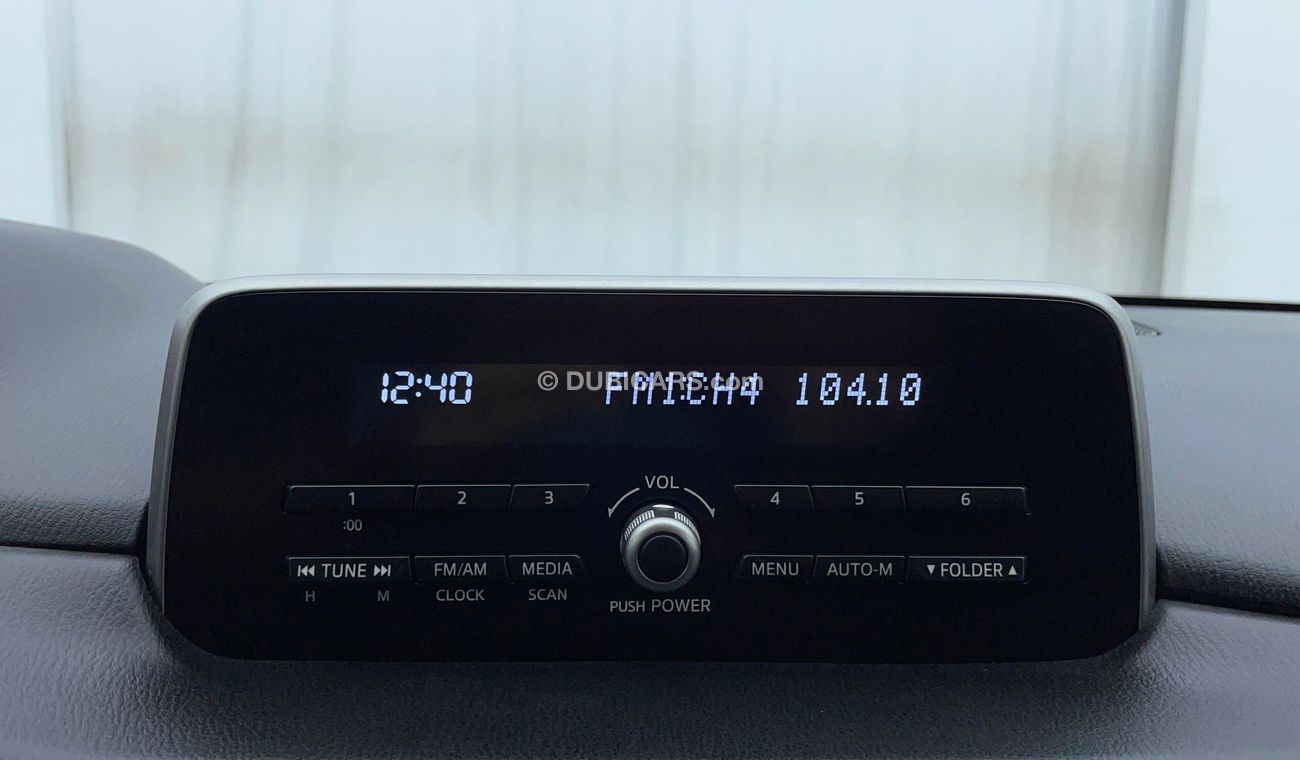 12:40 FM1:CH4 104.10
© DUBICARS.com
VOL
1 2 3 4 5 6
:00
⏮ TUNE ⏭ FM/AM MEDIA MENU AUTO-M ▼ FOLDER ▲
H M CLOCK SCAN
PUSH POWER